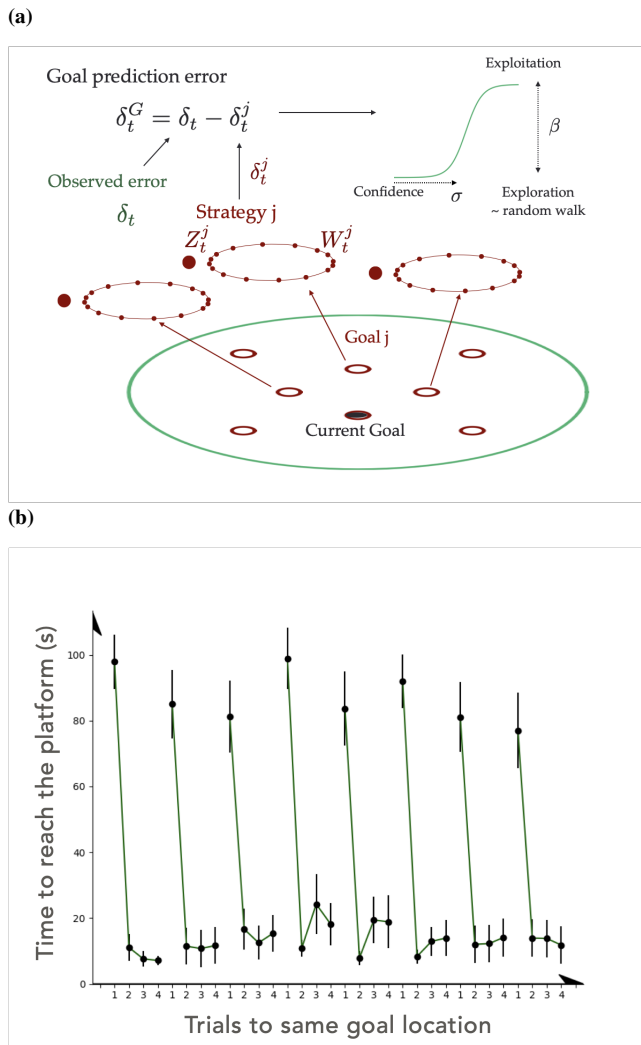 (a)
Goal prediction error
δ_t^G = δ_t − δ_t^j
Exploitation
β
Confidence
σ
Exploration
~ random walk
Observed error
δ_t
δ_t^j
Strategy j
Z_t^j
W_t^j
Goal j
Current Goal
(b)
Time to reach the platform (s)
100
80
60
40
20
0
1 2 3 4 1 2 3 4 1 2 3 4 1 2 3 4 1 2 3 4 1 2 3 4 1 2 3 4 1 2 3 4
Trials to same goal location